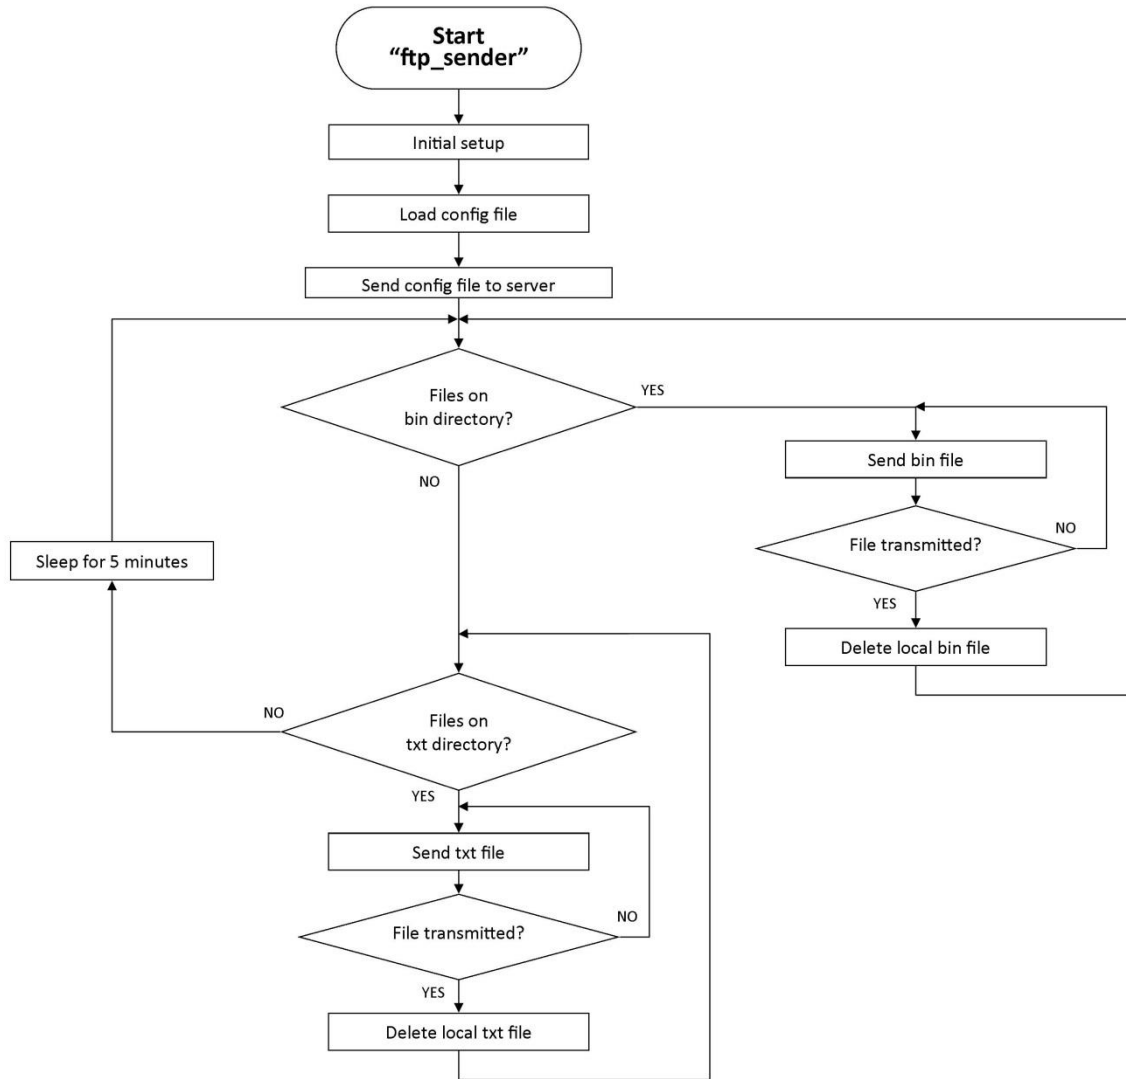 Start
“ftp_sender”
Initial setup
Load config file
Send config file to server
Files on
bin directory?
YES
NO
Send bin file
File transmitted?
NO
YES
Delete local bin file
Sleep for 5 minutes
Files on
txt directory?
NO
YES
Send txt file
File transmitted?
NO
YES
Delete local txt file